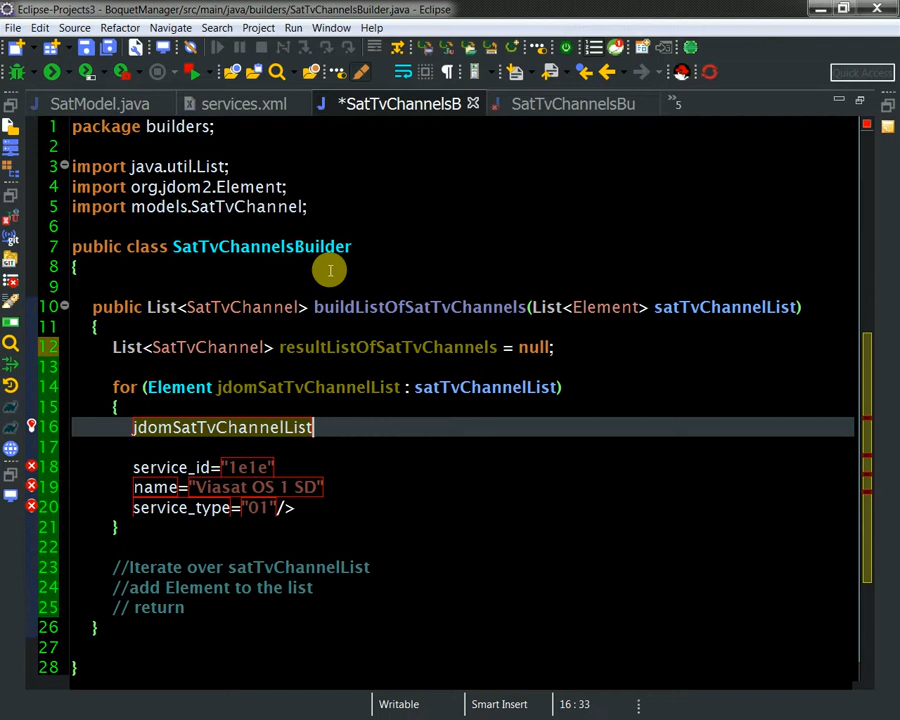 Eclipse-Projects3 - BoquetManager/src/main/java/builders/SatTvChannelsBuilder.java - Eclipse
File Edit Source Refactor Navigate Search Project Run Window Help
Quick Access
SatModel.java services.xml *SatTvChannelsB SatTvChannelsBu »5
1 package builders;
2
3 import java.util.List;
4 import org.jdom2.Element;
5 import models.SatTvChannel;
6
7 public class SatTvChannelsBuilder
8 {
9
10 public List<SatTvChannel> buildListOfSatTvChannels(List<Element> satTvChannelList)
11 {
12 List<SatTvChannel> resultListOfSatTvChannels = null;
13
14 for (Element jdomSatTvChannelList : satTvChannelList)
15 {
16 jdomSatTvChannelList
17
18 service_id="1e1e"
19 name="Viasat OS 1 SD"
20 service_type="01"/>
21 }
22
23 //Iterate over satTvChannelList
24 //add Element to the list
25 // return
26 }
27
28 }
Writable Smart Insert 16 : 33